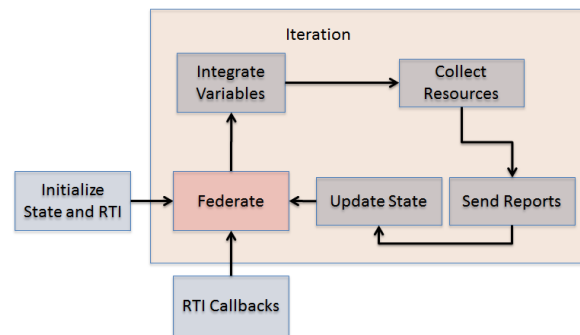 Iteration
Integrate
Variables
Collect
Resources
Initialize
State and RTI
Federate
Update State
Send Reports
RTI Callbacks